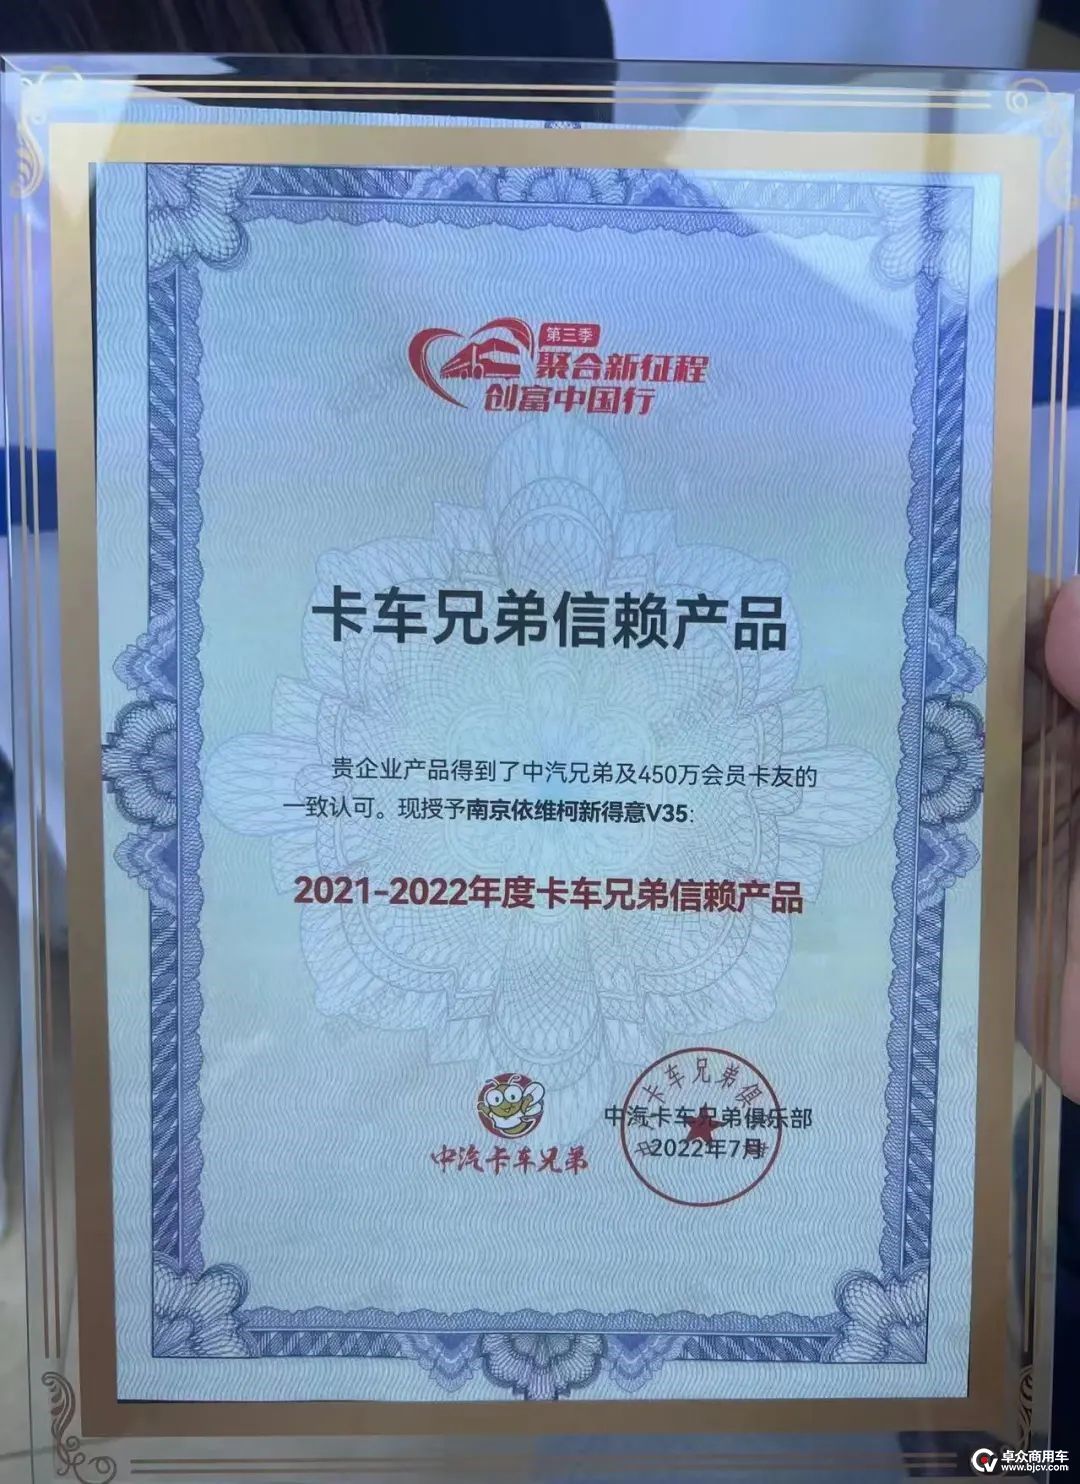 第三季
聚合新征程
创富中国行
卡车兄弟信赖产品
贵企业产品得到了中汽兄弟及450万会员卡友的
一致认可。现授予南京依维柯新得意V35:
2021-2022年度卡车兄弟信赖产品
中汽卡车兄弟
卡车兄弟俱
中汽卡车兄弟俱乐部
2022年7月
卓众商用车
www.bjcv.com